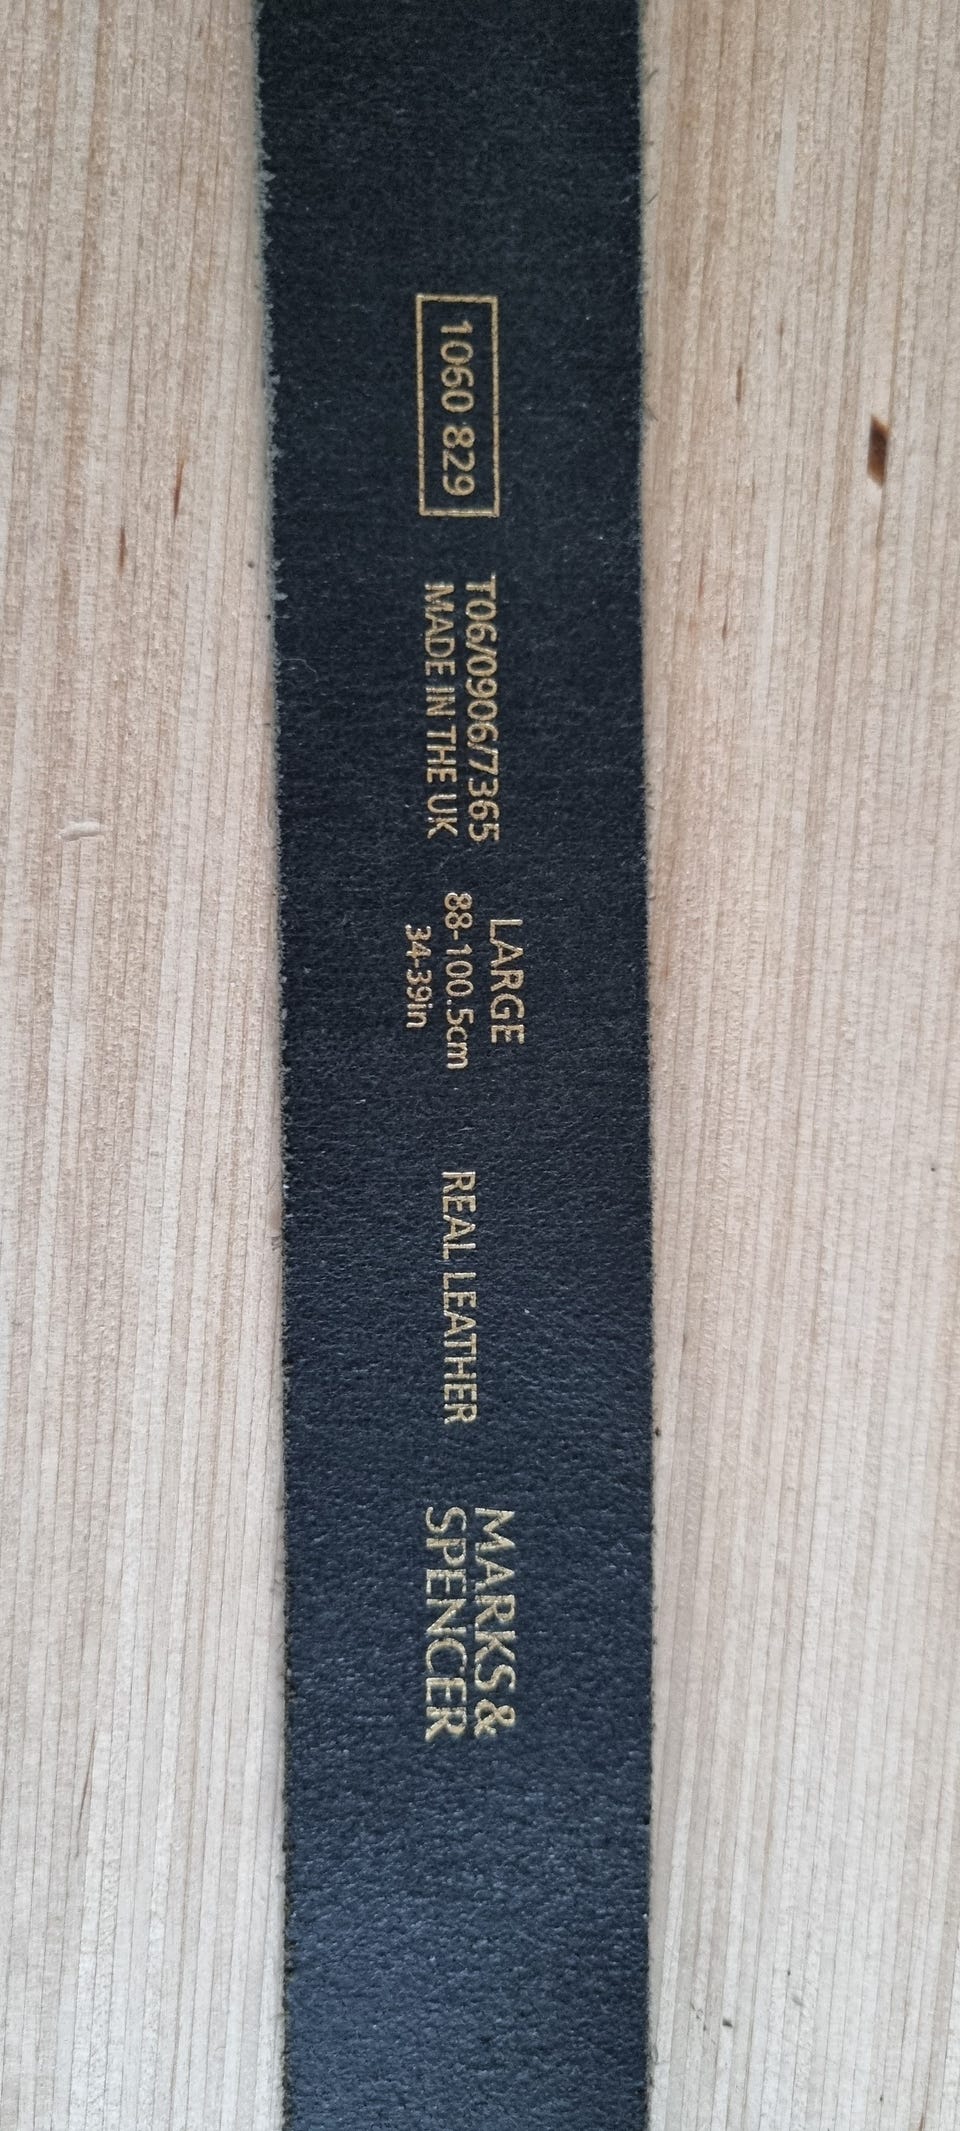 1060 829
T06/0906/7365
MADE IN THE UK
LARGE
88-100.5cm
34-39in
REAL LEATHER
MARKS &
SPENCER